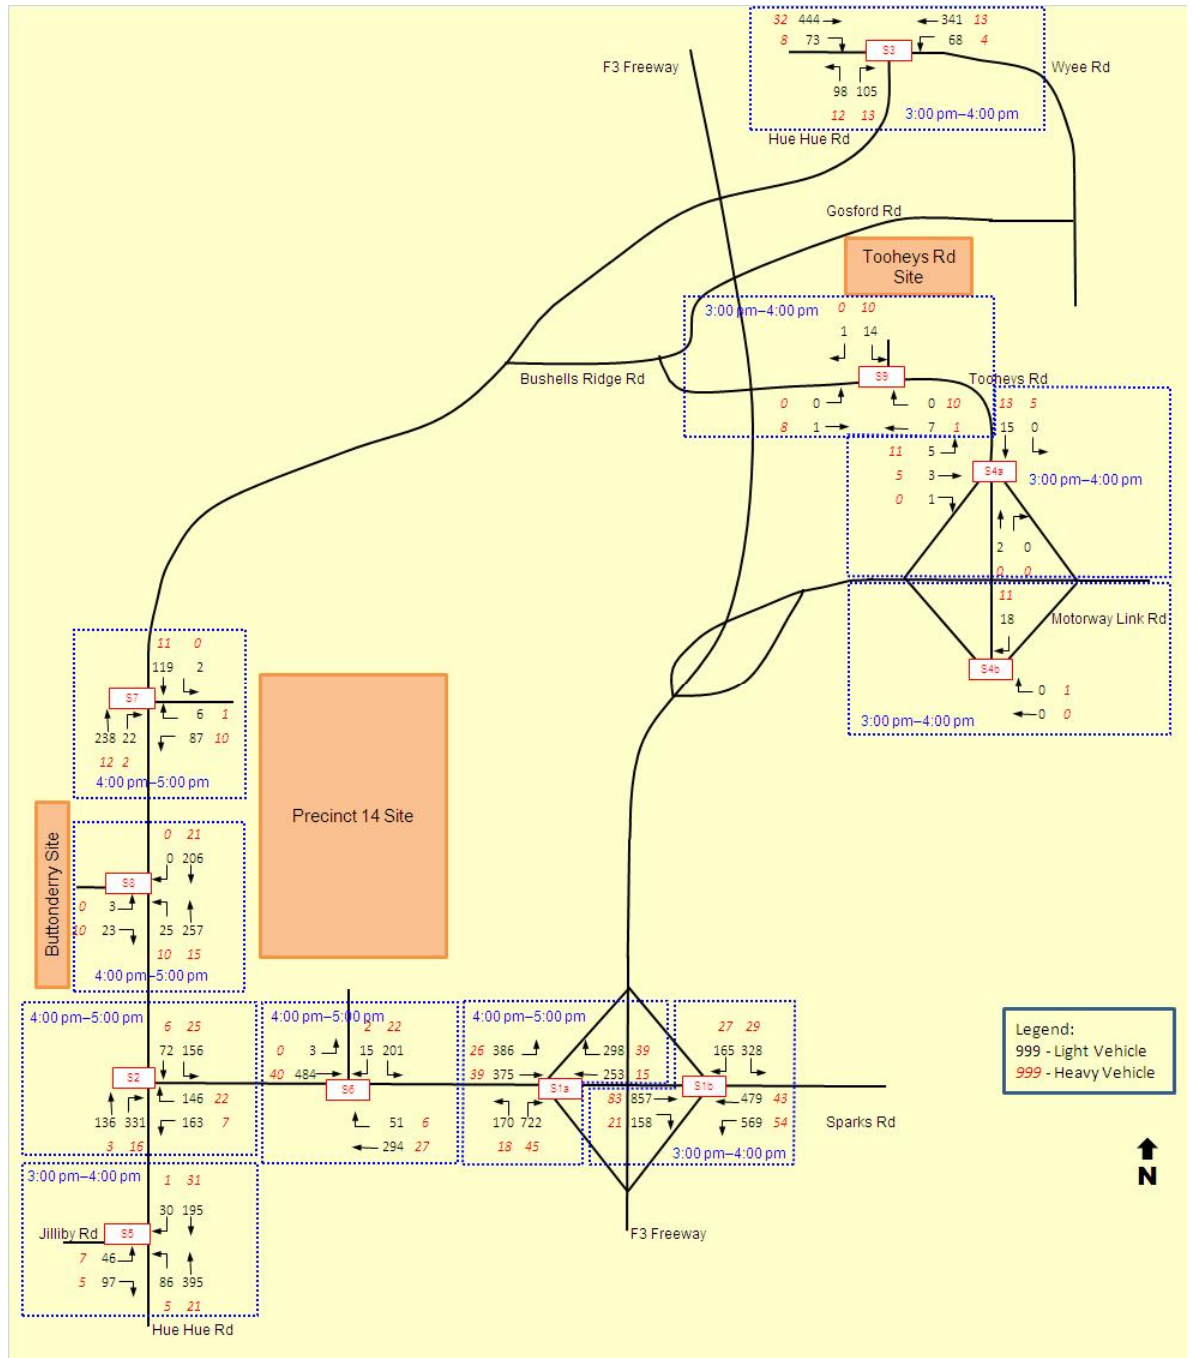 32 444 341 13
8 73 S3 68 4
F3 Freeway Wyee Rd
98 105
12 13 3:00 pm–4:00 pm
Hue Hue Rd
Gosford Rd
Tooheys Rd
Site
3:00 pm–4:00 pm 0 10
1 14
Bushells Ridge Rd S9 Tooheys Rd
0 0 0 10 13 5
8 1 7 1 15 0
11 5
5 3 S4a 3:00 pm–4:00 pm
0 1
2 0
0 0
11
18 Motorway Link Rd
11 0
119 2
S4b
S7
0 1
6 1
0 0
3:00 pm–4:00 pm
238 22 87 10
12 2
4:00 pm–5:00 pm
Precinct 14 Site
Buttonderry Site
0 21
0 206
S8
0 3
10 23 25 257
10 15
4:00 pm–5:00 pm
4:00 pm–5:00 pm 6 25
72 156
S2
146 22
136 331 163 7
3 16
4:00 pm–5:00 pm 2 22
0 3 15 201
40 484
S6
51 6
294 27
4:00 pm–5:00 pm
26 386 298 39
39 375 253 15
S1a
170 722
18 45
27 29
165 328
S1b
83 857 479 43
21 158 569 54
3:00 pm–4:00 pm
Sparks Rd
Legend:
999 - Light Vehicle
999 - Heavy Vehicle
N
3:00 pm–4:00 pm 1 31
30 195
Jilliby Rd S5
7 46
5 97 86 395
5 21
Hue Hue Rd
F3 Freeway